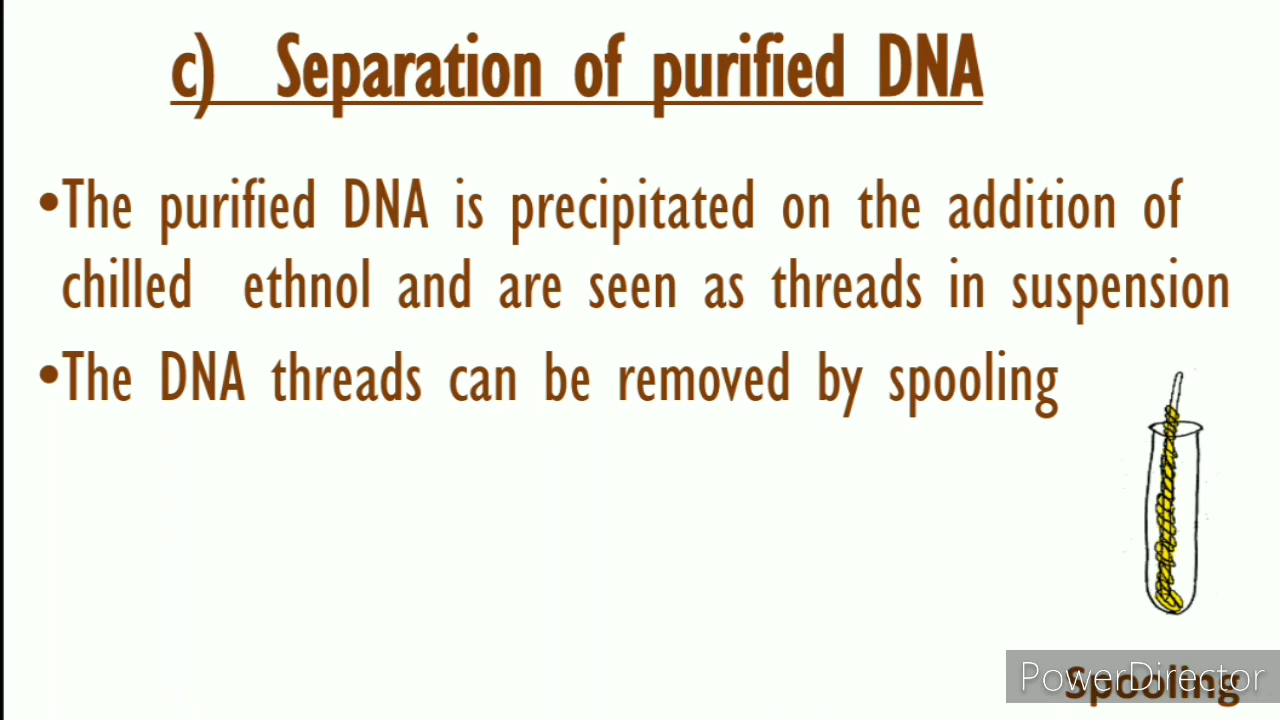 c) Separation of purified DNA
•The purified DNA is precipitated on the addition of
chilled ethnol and are seen as threads in suspension
•The DNA threads can be removed by spooling
PowerDirector
Spooling